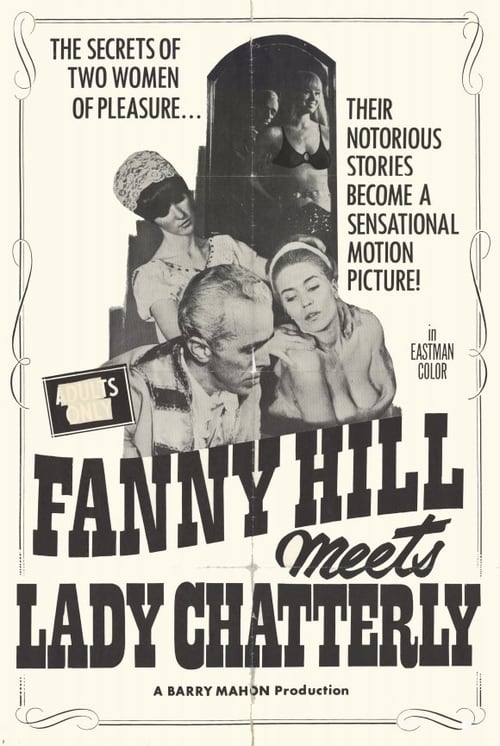 THE SECRETS OF
TWO WOMEN
OF PLEASURE...
THEIR
NOTORIOUS
STORIES
BECOME A
SENSATIONAL
MOTION
PICTURE!
in
EASTMAN
COLOR
ADULTS
ONLY
FANNY HILL
meets
LADY CHATTERLY
A BARRY MAHON Production